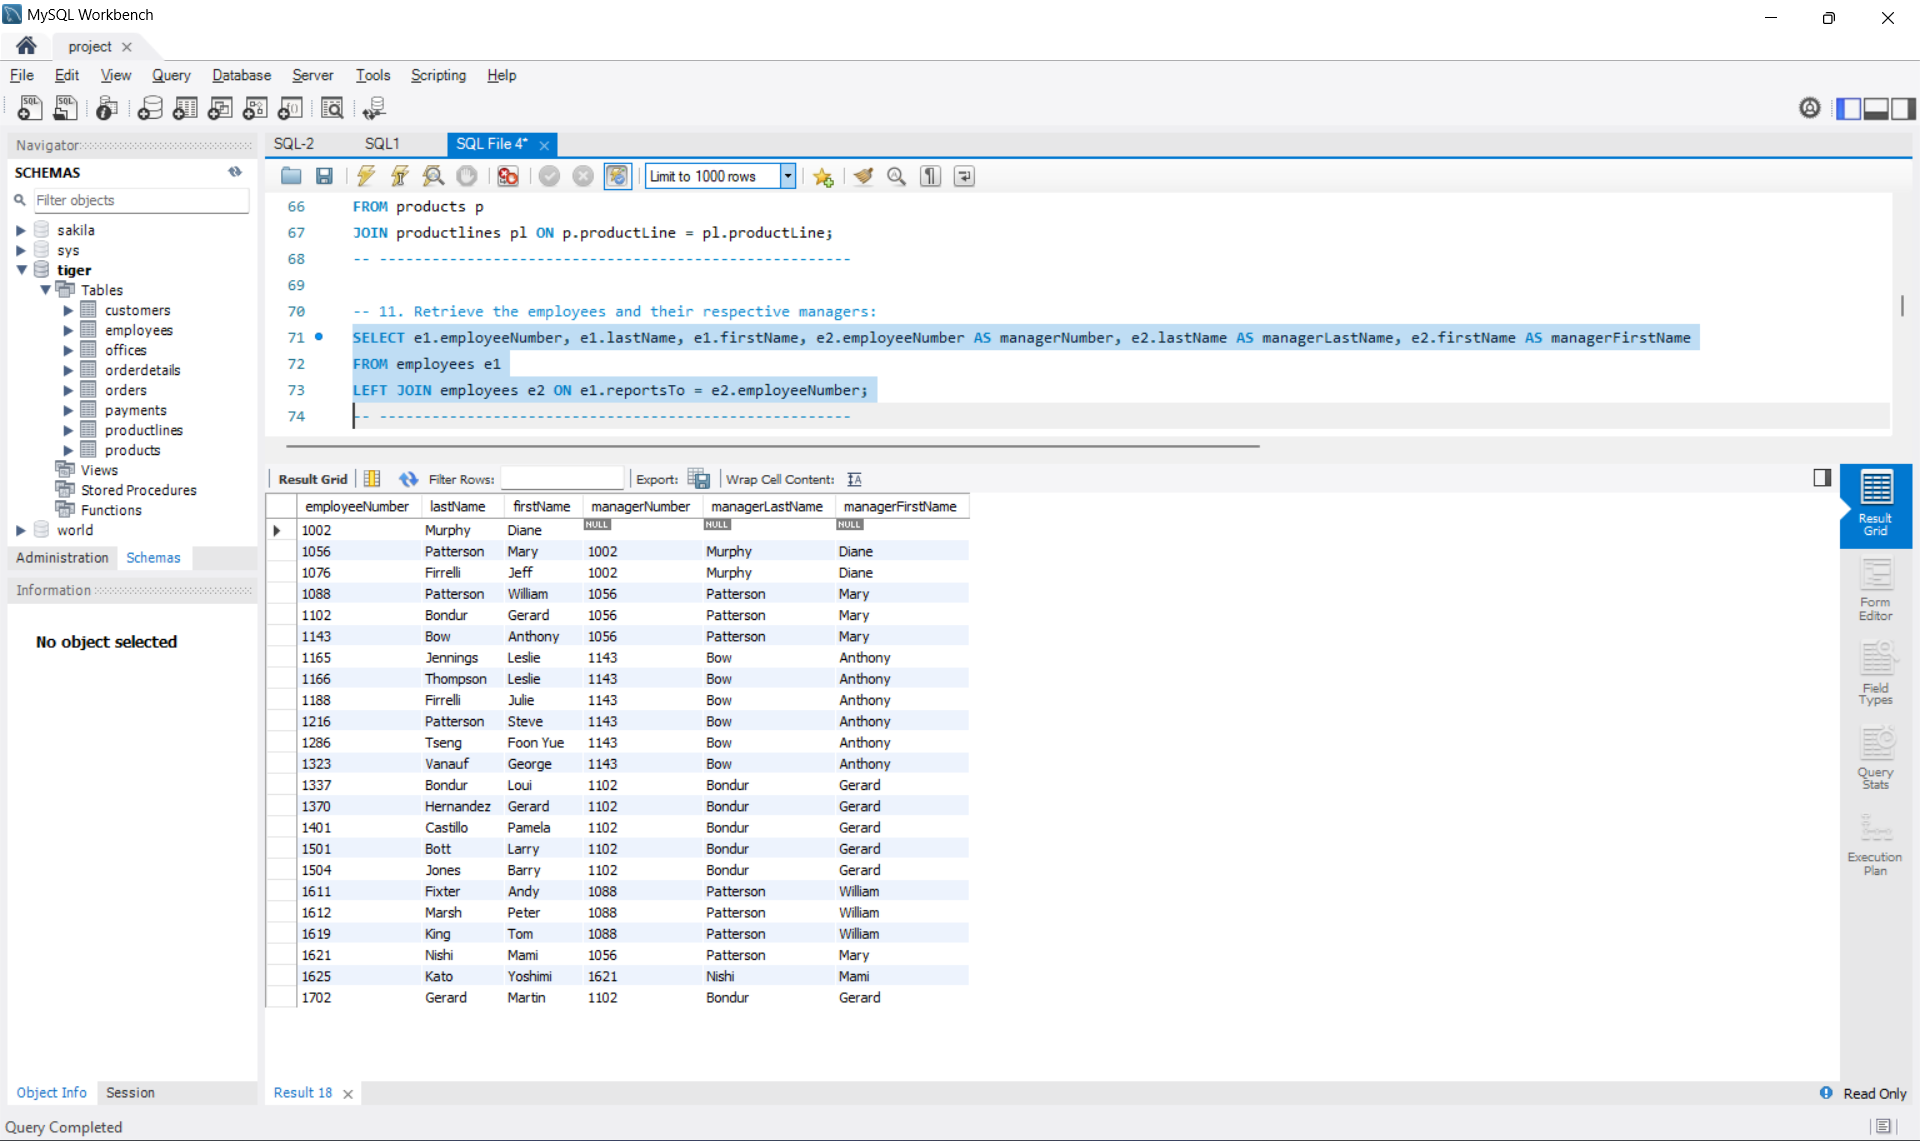 MySQL Workbench
project
File Edit View Query Database Server Tools Scripting Help
Navigator
SCHEMAS
Filter objects
sakila
sys
tiger
Tables
customers
employees
offices
orderdetails
orders
payments
productlines
products
Views
Stored Procedures
Functions
world
Administration Schemas
Information
No object selected
Object Info Session
SQL-2 SQL1 SQL File 4*
Limit to 1000 rows
66 FROM products p
67 JOIN productlines pl ON p.productLine = pl.productLine;
68 -- ------------------------------------------------------
69
70 -- 11. Retrieve the employees and their respective managers:
71 SELECT e1.employeeNumber, e1.lastName, e1.firstName, e2.employeeNumber AS managerNumber, e2.lastName AS managerLastName, e2.firstName AS managerFirstName
72 FROM employees e1
73 LEFT JOIN employees e2 ON e1.reportsTo = e2.employeeNumber;
74 -- ------------------------------------------------------
Result Grid Filter Rows: Export: Wrap Cell Content:
employeeNumber lastName firstName managerNumber managerLastName managerFirstName
1002 Murphy Diane NULL NULL NULL
1056 Patterson Mary 1002 Murphy Diane
1076 Firrelli Jeff 1002 Murphy Diane
1088 Patterson William 1056 Patterson Mary
1102 Bondur Gerard 1056 Patterson Mary
1143 Bow Anthony 1056 Patterson Mary
1165 Jennings Leslie 1143 Bow Anthony
1166 Thompson Leslie 1143 Bow Anthony
1188 Firrelli Julie 1143 Bow Anthony
1216 Patterson Steve 1143 Bow Anthony
1286 Tseng Foon Yue 1143 Bow Anthony
1323 Vanauf George 1143 Bow Anthony
1337 Bondur Loui 1102 Bondur Gerard
1370 Hernandez Gerard 1102 Bondur Gerard
1401 Castillo Pamela 1102 Bondur Gerard
1501 Bott Larry 1102 Bondur Gerard
1504 Jones Barry 1102 Bondur Gerard
1611 Fixter Andy 1088 Patterson William
1612 Marsh Peter 1088 Patterson William
1619 King Tom 1088 Patterson William
1621 Nishi Mami 1056 Patterson Mary
1625 Kato Yoshimi 1621 Nishi Mami
1702 Gerard Martin 1102 Bondur Gerard
Result
Grid
Form
Editor
Field
Types
Query
Stats
Execution
Plan
Result 18
Read Only
Query Completed